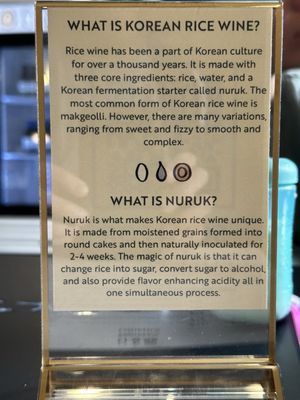 WHAT IS KOREAN RICE WINE?
Rice wine has been a part of Korean culture
for over a thousand years. It is made with
three core ingredients: rice, water, and a
Korean fermentation starter called nuruk. The
most common form of Korean rice wine is
makgeolli. However, there are many variations,
ranging from sweet and fizzy to smooth and
complex.
WHAT IS NURUK?
Nuruk is what makes Korean rice wine unique.
It is made from moistened grains formed into
round cakes and then naturally inoculated for
2-4 weeks. The magic of nuruk is that it can
change rice into sugar, convert sugar to alcohol,
and also provide flavor enhancing acidity all in
one simultaneous process.